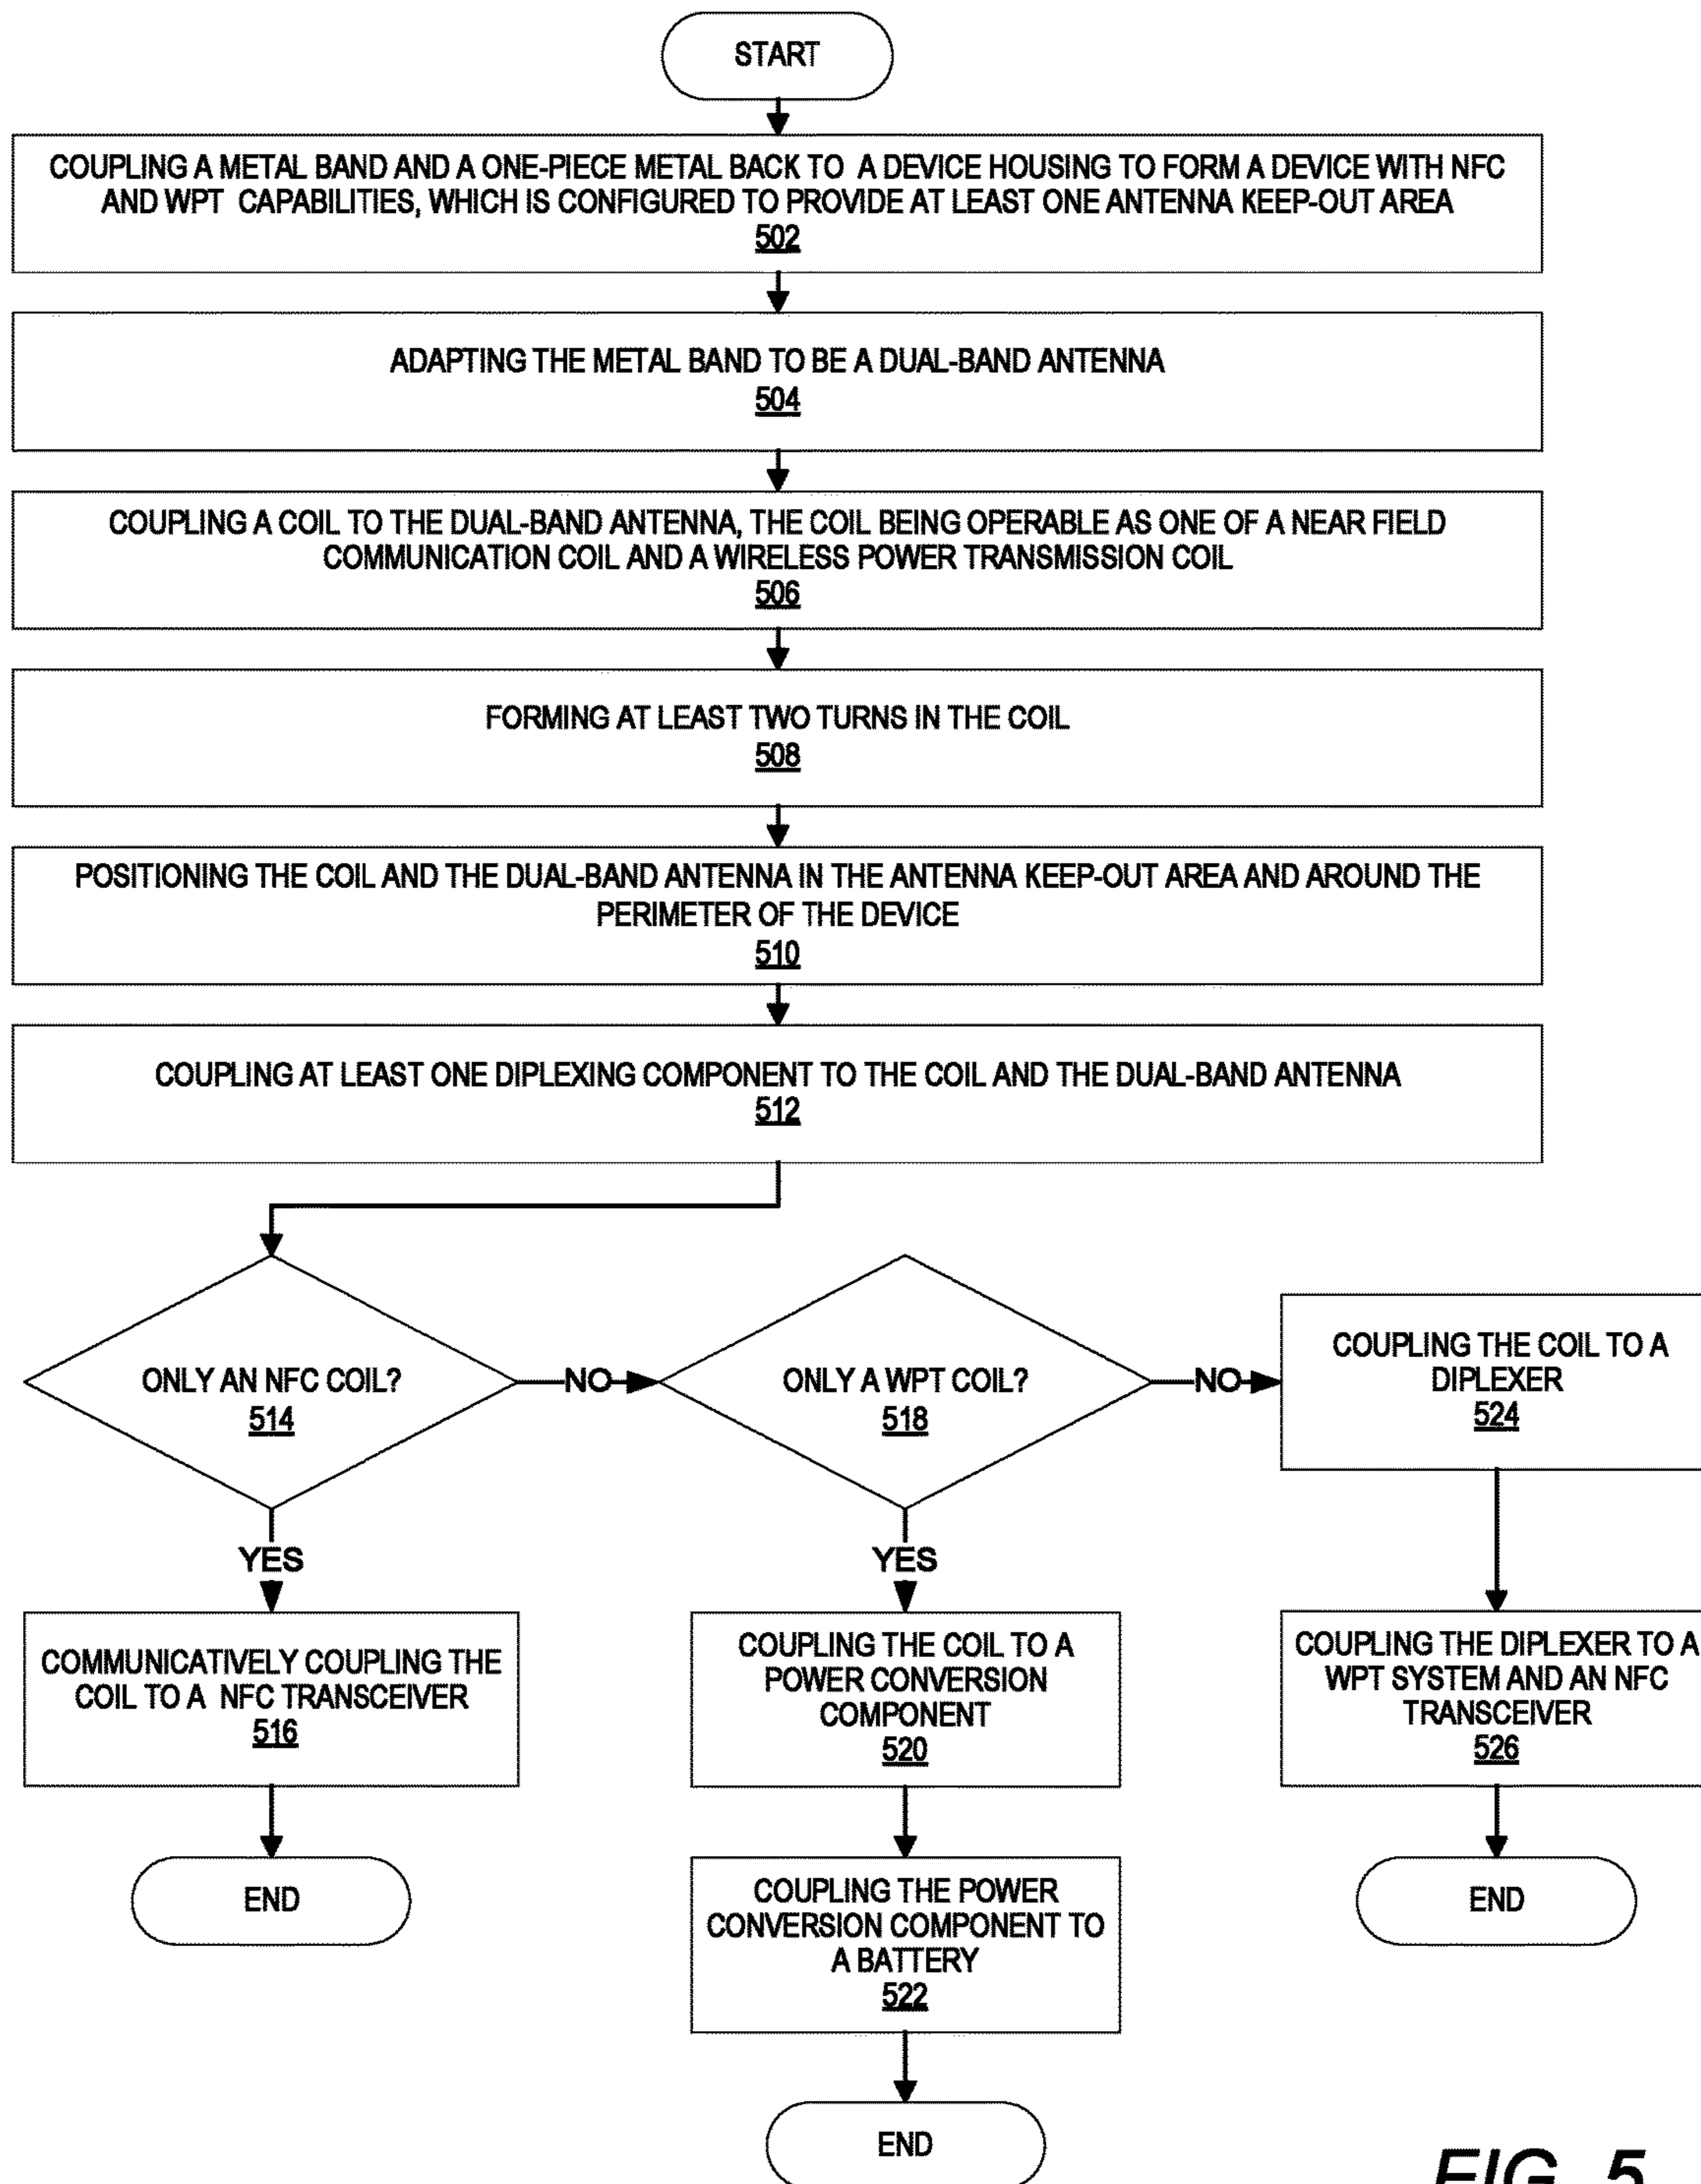 START
COUPLING A METAL BAND AND A ONE-PIECE METAL BACK TO A DEVICE HOUSING TO FORM A DEVICE WITH NFC
AND WPT CAPABILITIES, WHICH IS CONFIGURED TO PROVIDE AT LEAST ONE ANTENNA KEEP-OUT AREA
502
ADAPTING THE METAL BAND TO BE A DUAL-BAND ANTENNA
504
COUPLING A COIL TO THE DUAL-BAND ANTENNA, THE COIL BEING OPERABLE AS ONE OF A NEAR FIELD
COMMUNICATION COIL AND A WIRELESS POWER TRANSMISSION COIL
506
FORMING AT LEAST TWO TURNS IN THE COIL
508
POSITIONING THE COIL AND THE DUAL-BAND ANTENNA IN THE ANTENNA KEEP-OUT AREA AND AROUND THE
PERIMETER OF THE DEVICE
510
COUPLING AT LEAST ONE DIPLEXING COMPONENT TO THE COIL AND THE DUAL-BAND ANTENNA
512
ONLY AN NFC COIL?
514
NO
ONLY A WPT COIL?
518
NO
COUPLING THE COIL TO A
DIPLEXER
524
YES
YES
COMMUNICATIVELY COUPLING THE
COIL TO A NFC TRANSCEIVER
516
COUPLING THE COIL TO A
POWER CONVERSION
COMPONENT
520
COUPLING THE DIPLEXER TO A
WPT SYSTEM AND AN NFC
TRANSCEIVER
526
END
COUPLING THE POWER
CONVERSION COMPONENT TO
A BATTERY
522
END
END
FIG. 5